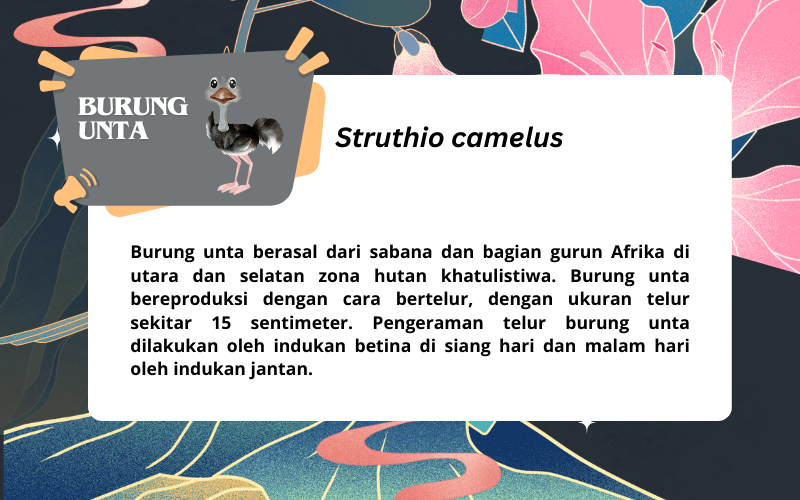 BURUNG
UNTA
Struthio camelus
Burung unta berasal dari sabana dan bagian gurun Afrika di
utara dan selatan zona hutan khatulistiwa. Burung unta
bereproduksi dengan cara bertelur, dengan ukuran telur
sekitar 15 sentimeter. Pengeraman telur burung unta
dilakukan oleh indukan betina di siang hari dan malam hari
oleh indukan jantan.